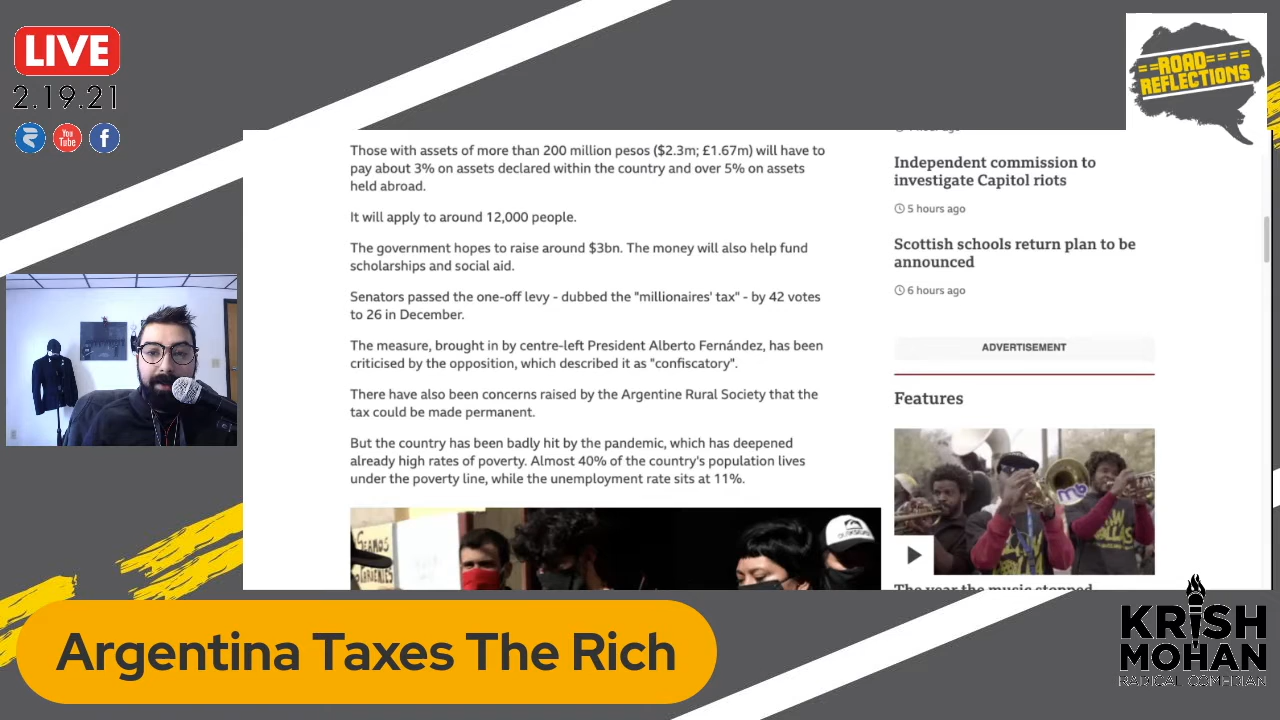 LIVE
2.19.21
You
Tube
f
==ROAD====
REFLECTIONS
Those with assets of more than 200 million pesos ($2.3m; £1.67m) will have to
pay about 3% on assets declared within the country and over 5% on assets
held abroad.
It will apply to around 12,000 people.
The government hopes to raise around $3bn. The money will also help fund
scholarships and social aid.
Senators passed the one-off levy - dubbed the "millionaires' tax" - by 42 votes
to 26 in December.
The measure, brought in by centre-left President Alberto Fernández, has been
criticised by the opposition, which described it as "confiscatory".
There have also been concerns raised by the Argentine Rural Society that the
tax could be made permanent.
But the country has been badly hit by the pandemic, which has deepened
already high rates of poverty. Almost 40% of the country's population lives
under the poverty line, while the unemployment rate sits at 11%.
Independent commission to
investigate Capitol riots
5 hours ago
Scottish schools return plan to be
announced
6 hours ago
ADVERTISEMENT
Features
The year the music stopped
Argentina Taxes The Rich
KRISH
MOHAN
RADICAL COMEDIAN